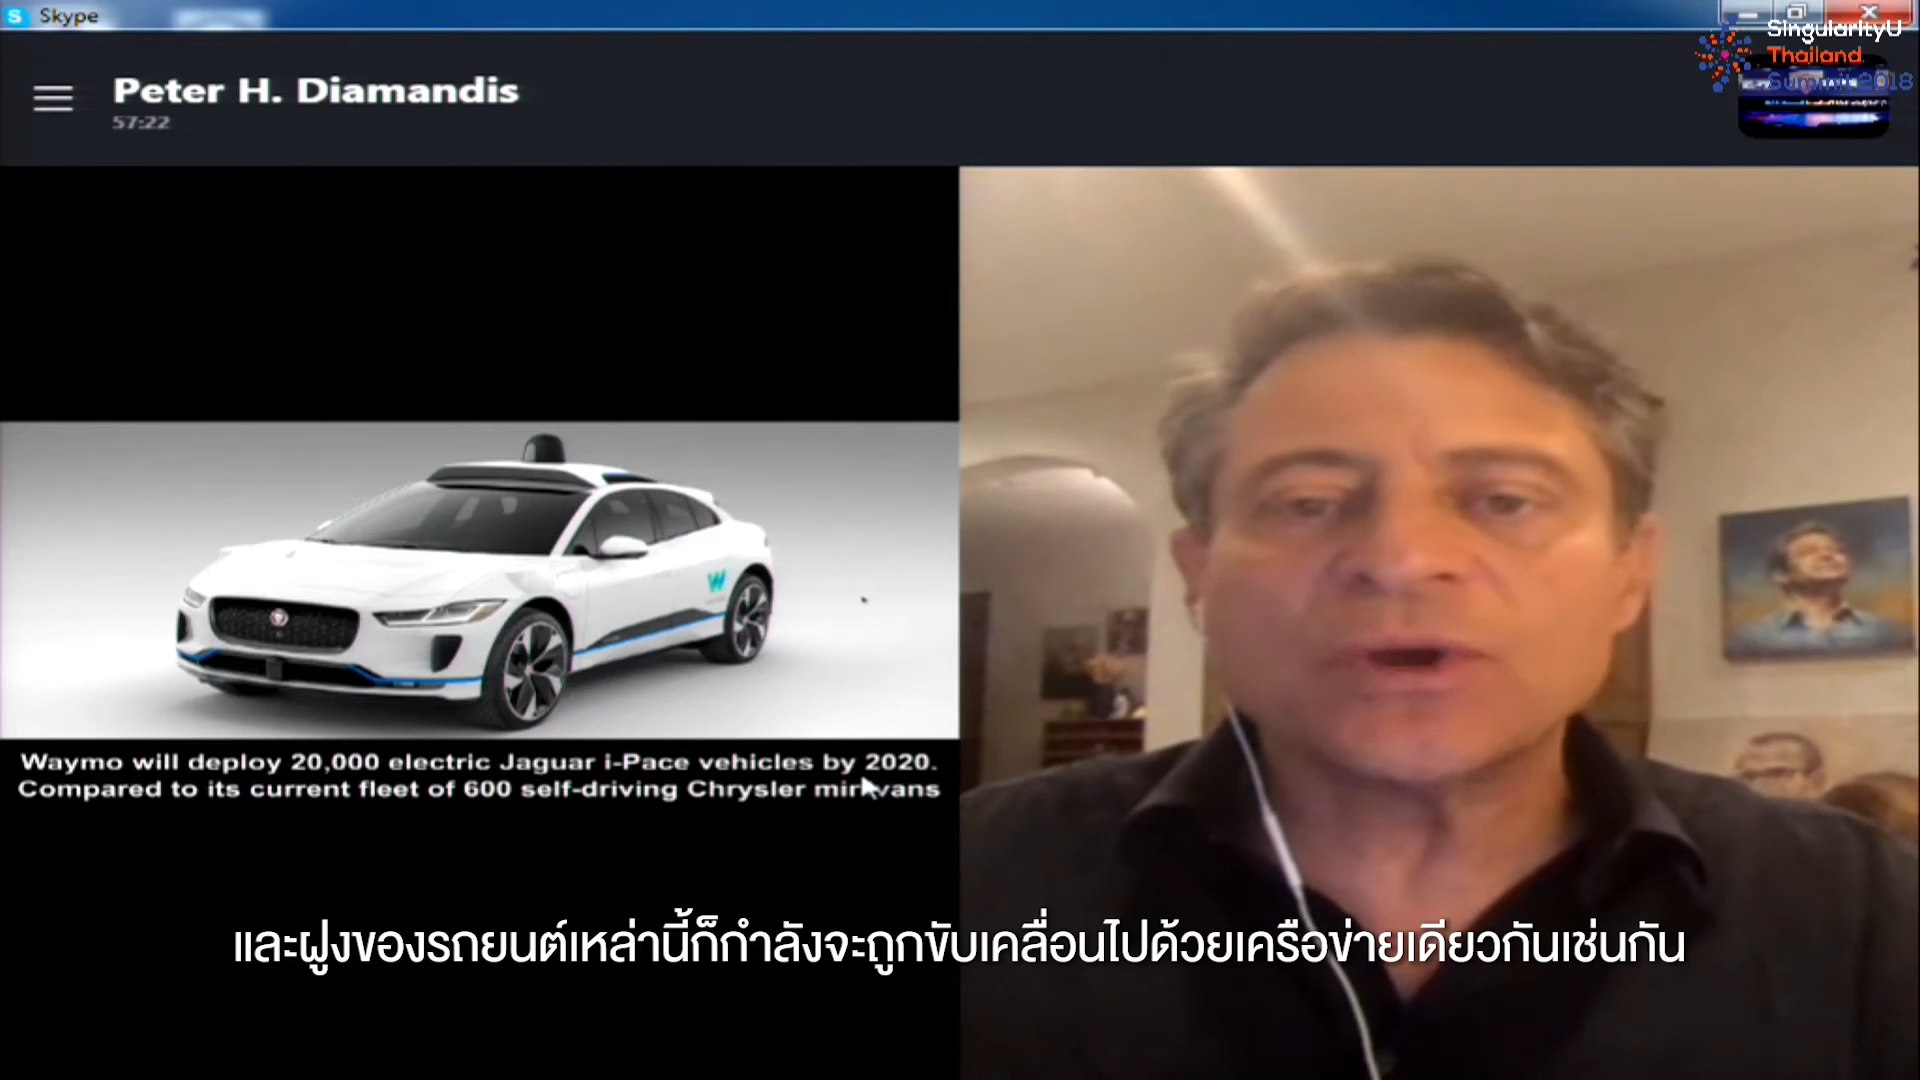 Skype
SingularityU
Thailand
Summit 2018
Peter H. Diamandis
57:22
Waymo will deploy 20,000 electric Jaguar i-Pace vehicles by 2020.
Compared to its current fleet of 600 self-driving Chrysler minivans
และฝูงของรถยนต์เหล่านี้ก็กำลังจะถูกขับเคลื่อนไปด้วยเครือข่ายเดียวกันเช่นกัน